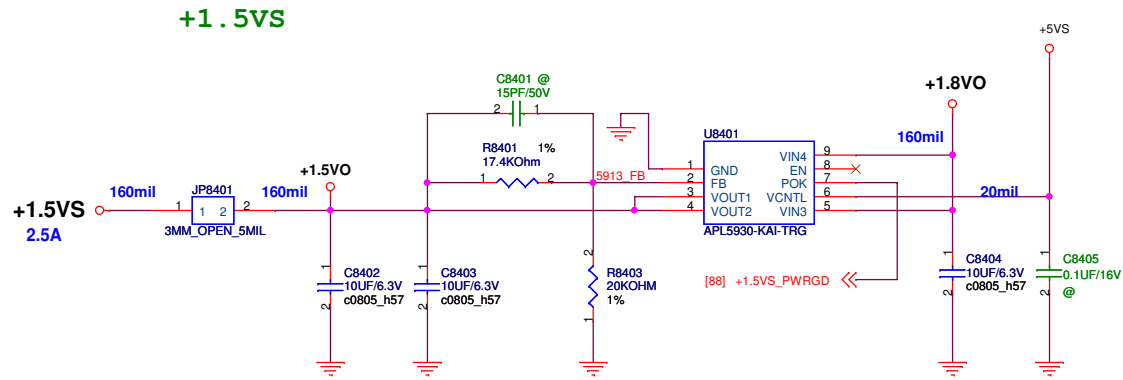 +1.5VS
+5VS
C8401 @
15PF/50V
2
1
+1.8VO
U8401
160mil
R8401 1%
17.4KOhm
1
2
5913_FB
+1.5VO
1
2
3
4
GND
FB
VOUT1
VOUT2
VIN4
EN
POK
VCNTL
VIN3
9
8
7
6
5
APL5930-KAI-TRG
20mil
+1.5VS
2.5A
160mil
JP8401
1
1 2
2
160mil
3MM_OPEN_5MIL
1
2
C8402
10UF/6.3V
c0805_h57
1
2
C8403
10UF/6.3V
c0805_h57
2
1
R8403
20KOHM
1%
[88] +1.5VS_PWRGD
1
2
C8404
10UF/6.3V
c0805_h57
1
2
C8405
0.1UF/16V
@